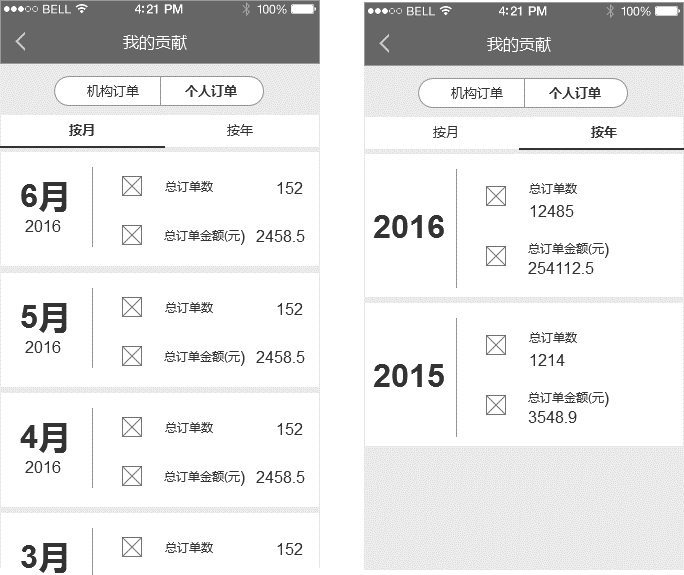 BELL 4:21 PM 100%
我的贡献
机构订单 个人订单
按月 按年
6月
2016
总订单数 152
总订单金额(元) 2458.5
5月
2016
总订单数 152
总订单金额(元) 2458.5
4月
2016
总订单数 152
总订单金额(元) 2458.5
3月
总订单数 152
BELL 4:21 PM 100%
我的贡献
机构订单 个人订单
按月 按年
2016
总订单数
12485
总订单金额(元)
254112.5
2015
总订单数
1214
总订单金额(元)
3548.9